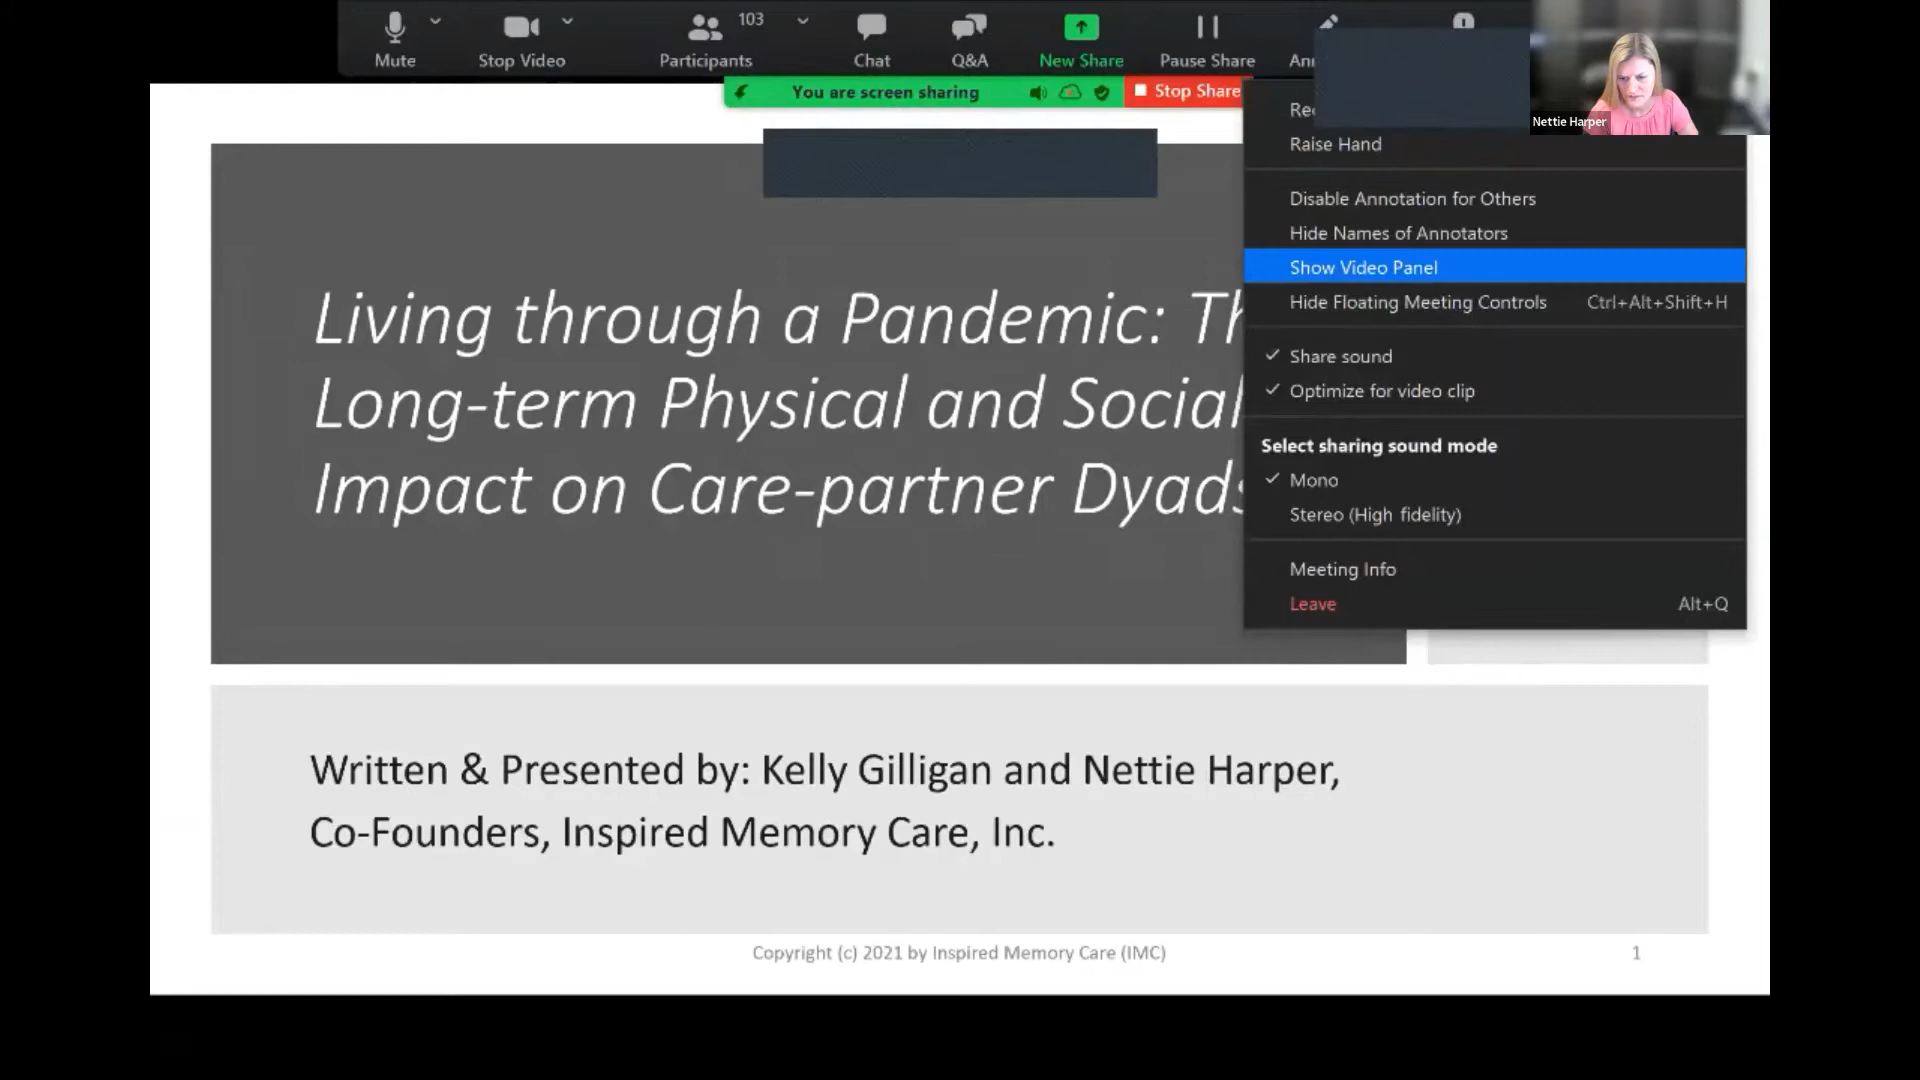 103
Mute
Stop Video
Participants
Chat
Q&A
New Share
Pause Share
You are screen sharing
Stop Share
Nettie Harper
Raise Hand
Disable Annotation for Others
Hide Names of Annotators
Show Video Panel
Hide Floating Meeting Controls Ctrl+Alt+Shift+H
Share sound
Optimize for video clip
Select sharing sound mode
Mono
Stereo (High fidelity)
Meeting Info
Leave Alt+Q
Living through a Pandemic:
Long-term Physical and Social
Impact on Care-partner Dyads
Written & Presented by: Kelly Gilligan and Nettie Harper,
Co-Founders, Inspired Memory Care, Inc.
Copyright (c) 2021 by Inspired Memory Care (IMC)
1